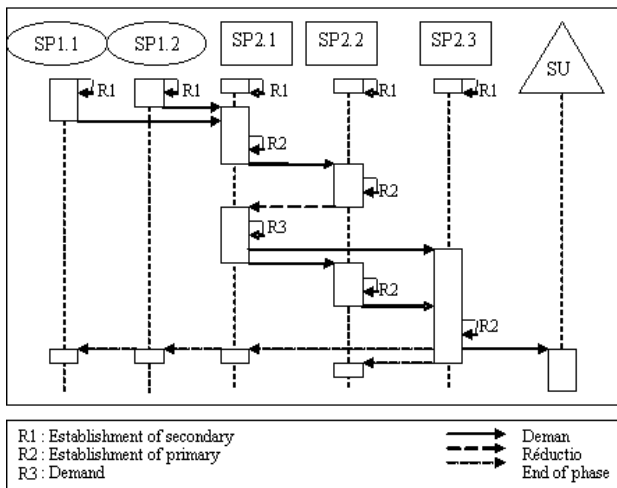 SP1.1 SP1.2 SP2.1 SP2.2 SP2.3 SU
R1 R1 R1 R1 R1
R2
R2
R3
R2
R2
R1 : Establishment of secondary
R2 : Establishment of primary
R3 : Demand
Deman
Réductio
End of phase